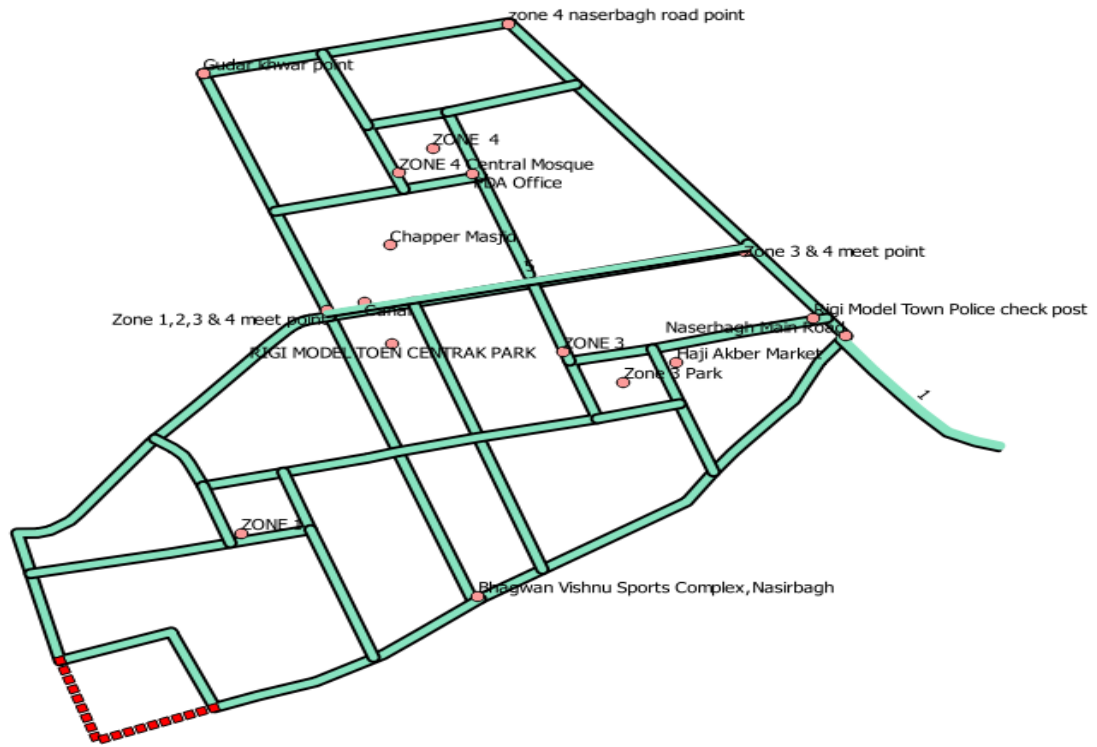 zone 4 naserbagh road point
Gudar khwar point
ZONE 4
ZONE 4 Central Mosque
PDA Office
Chapper Masjid
Zone 3 & 4 meet point
5
Canal
Zone 1,2,3 & 4 meet point
Rigi Model Town Police check post
Naserbagh Main Road
ZONE 3
RIGI MODEL TOEN CENTRAK PARK
Haji Akber Market
Zone 3 Park
1
ZONE 1
Bhagwan Vishnu Sports Complex,Nasirbagh